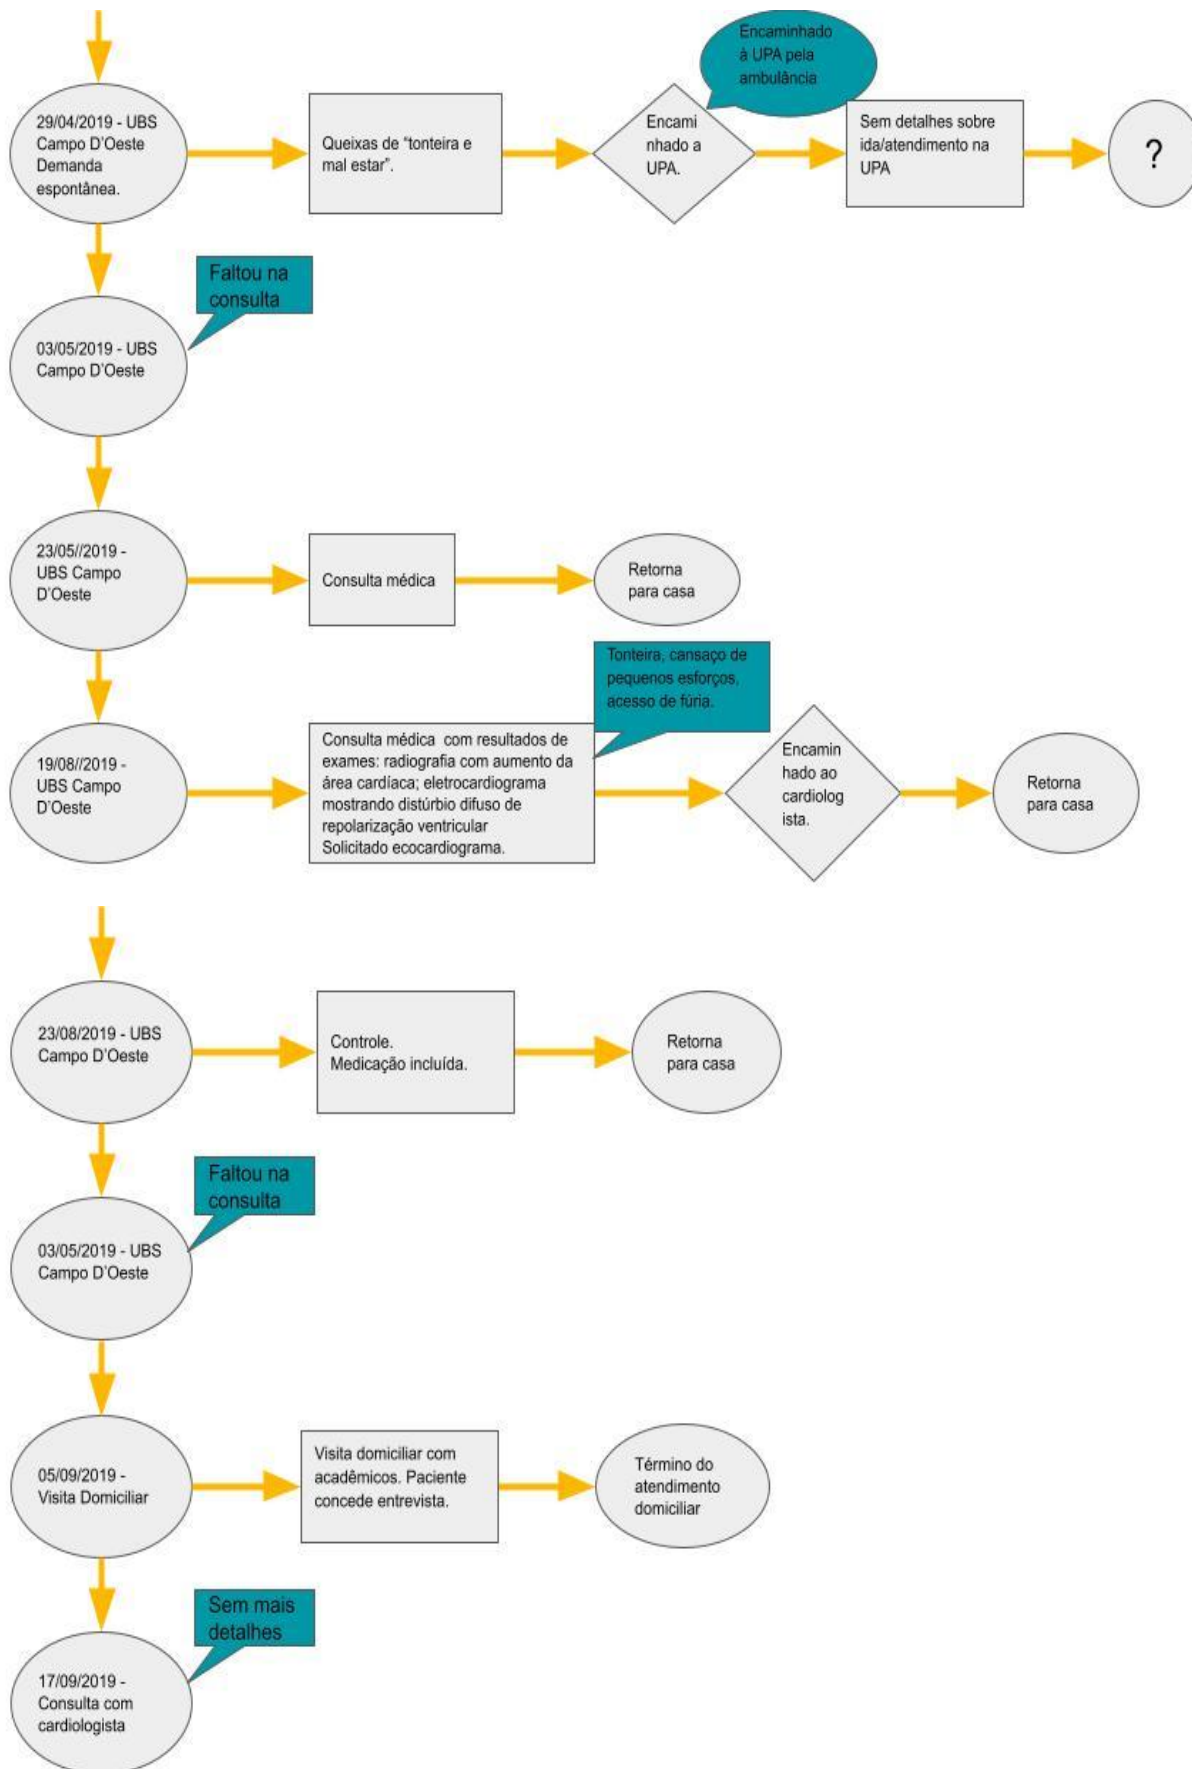 Encaminhado
à UPA pela
ambulância
29/04/2019 - UBS
Campo D'Oeste
Demanda
espontânea.
Queixas de “tonteira e
mal estar”.
Encami
nhado a
UPA.
Sem detalhes sobre
ida/atendimento na
UPA
?
Faltou na
consulta
03/05/2019 - UBS
Campo D'Oeste
23/05//2019 -
UBS Campo
D'Oeste
Consulta médica
Retorna
para casa
Tonteira, cansaço de
pequenos esforços,
acesso de fúria.
19/08//2019 -
UBS Campo
D'Oeste
Consulta médica com resultados de
exames: radiografia com aumento da
área cardíaca; eletrocardiograma
mostrando distúrbio difuso de
repolarização ventricular
Solicitado ecocardiograma.
Encamin
hado ao
cardiolog
ista.
Retorna
para casa
23/08/2019 - UBS
Campo D'Oeste
Controle.
Medicação incluída.
Retorna
para casa
Faltou na
consulta
03/05/2019 - UBS
Campo D'Oeste
05/09/2019 -
Visita Domiciliar
Visita domiciliar com
acadêmicos. Paciente
concede entrevista.
Término do
atendimento
domiciliar
Sem mais
detalhes
17/09/2019 -
Consulta com
cardiologista